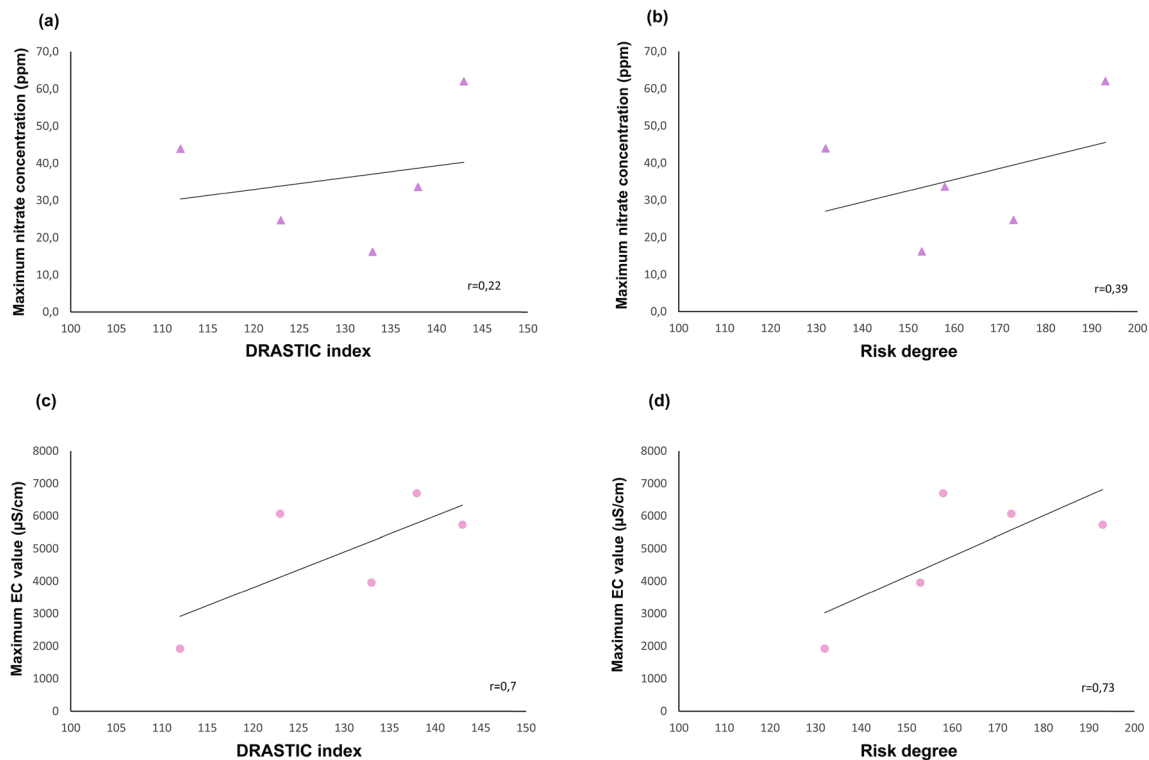 (a)
Maximum nitrate concentration (ppm)
70,0
60,0
50,0
40,0
30,0
20,0
10,0
0,0
100 105 110 115 120 125 130 135 140 145 150
DRASTIC index
r=0,22
(b)
Maximum nitrate concentration (ppm)
70,0
60,0
50,0
40,0
30,0
20,0
10,0
0,0
100 110 120 130 140 150 160 170 180 190 200
Risk degree
r=0,39
(c)
Maximum EC value (µS/cm)
8000
7000
6000
5000
4000
3000
2000
1000
0
100 105 110 115 120 125 130 135 140 145 150
DRASTIC index
r=0,7
(d)
Maximum EC value (µS/cm)
8000
7000
6000
5000
4000
3000
2000
1000
0
100 110 120 130 140 150 160 170 180 190 200
Risk degree
r=0,73